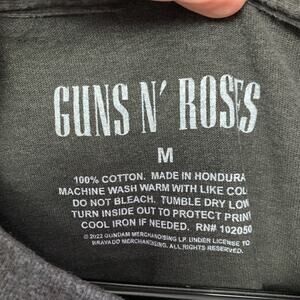 GUNS N' ROSES
M
100% COTTON. MADE IN HONDURA
MACHINE WASH WARM WITH LIKE COL
DO NOT BLEACH. TUMBLE DRY LOW
TURN INSIDE OUT TO PROTECT PRINT
COOL IRON IF NEEDED. RN# 102050
© 2022 GUNDAM MERCHANDISING LP. UNDER LICENSE TO
BRAVADO MERCHANDISING. ALL RIGHTS RESERVED.